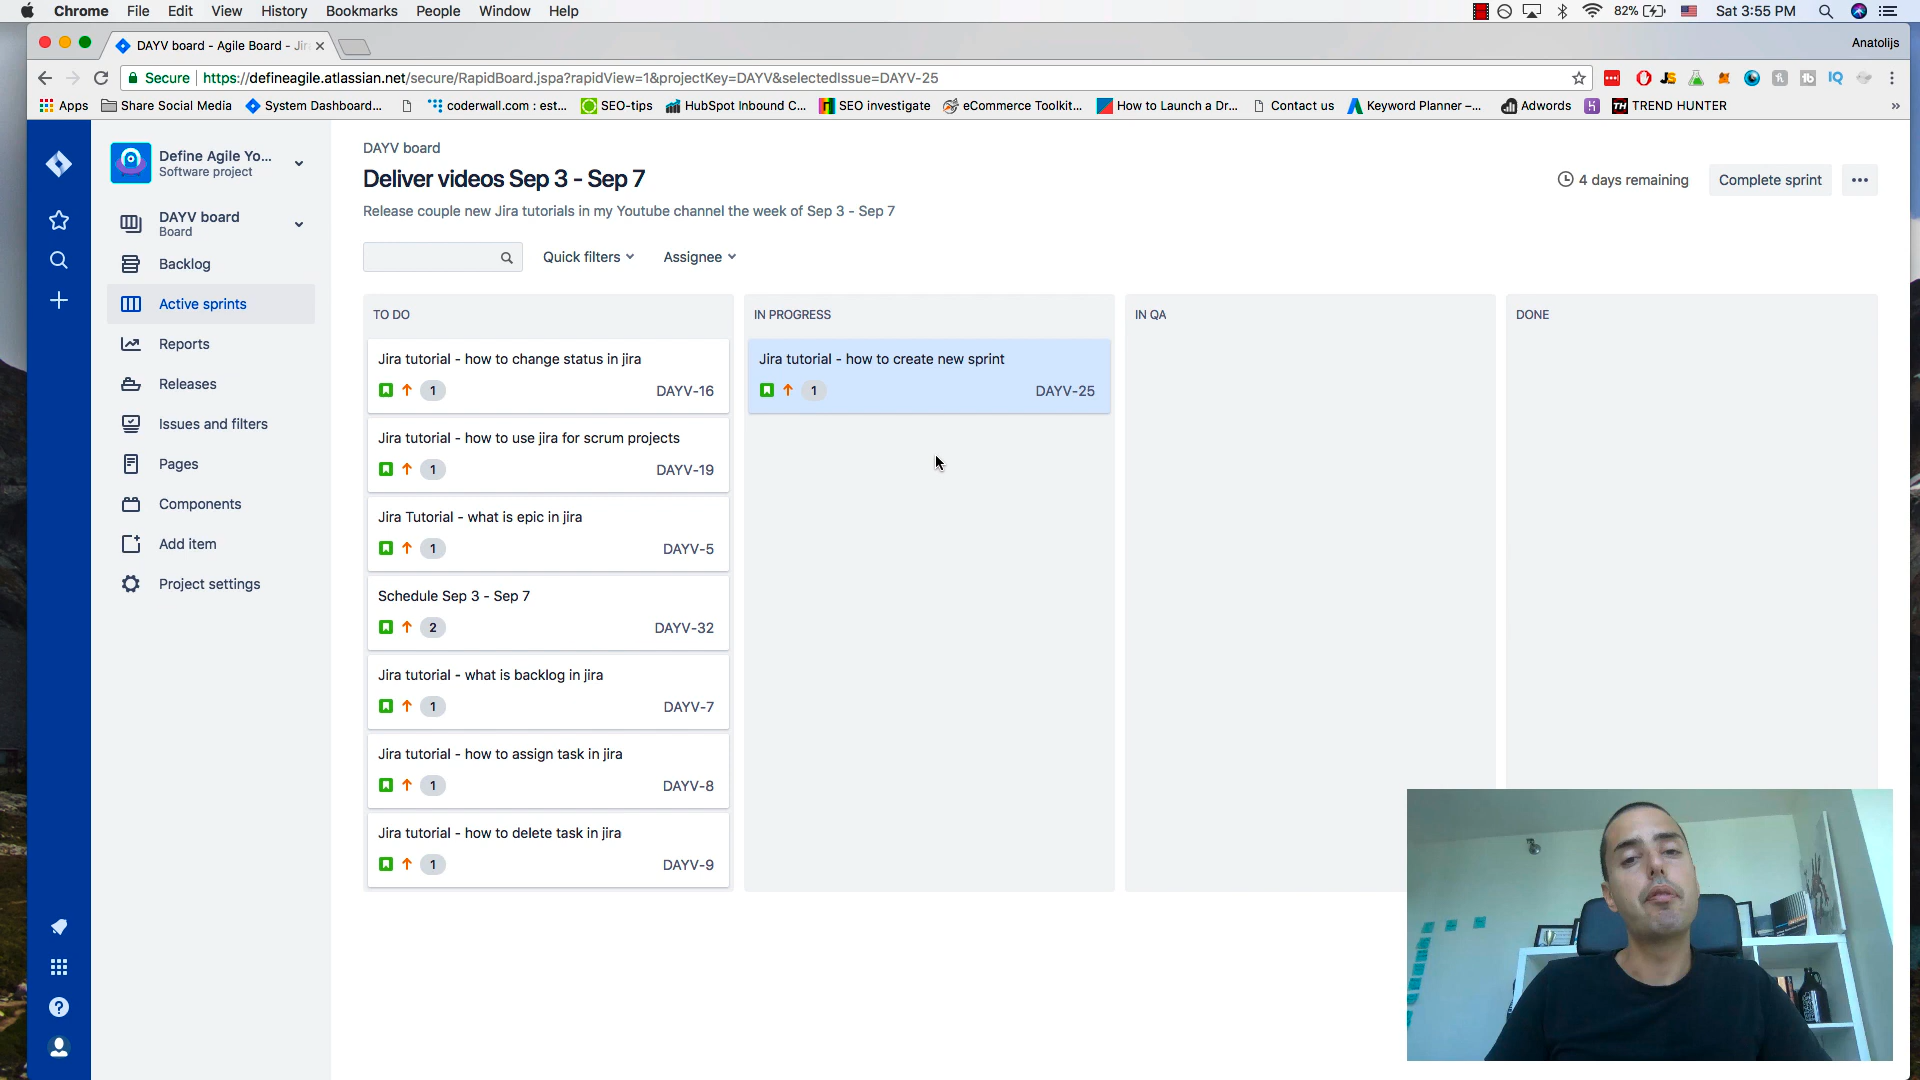 Chrome File Edit View History Bookmarks People Window Help
82% Sat 3:55 PM
DAYV board - Agile Board - Jir
Anatolijs
Secure https://defineagile.atlassian.net/secure/RapidBoard.jspa?rapidView=1&projectKey=DAYV&selectedIssue=DAYV-25
Apps Share Social Media System Dashboard... coderwall.com : est... SEO-tips HubSpot Inbound C... SEO investigate eCommerce Toolkit... How to Launch a Dr... Contact us Keyword Planner –... Adwords TH TREND HUNTER »
Define Agile Yo...
Software project
DAYV board
Board
Backlog
Active sprints
Reports
Releases
Issues and filters
Pages
Components
Add item
Project settings
DAYV board
Deliver videos Sep 3 - Sep 7
4 days remaining Complete sprint
Release couple new Jira tutorials in my Youtube channel the week of Sep 3 - Sep 7
Quick filters Assignee
TO DO
Jira tutorial - how to change status in jira
1 DAYV-16
Jira tutorial - how to use jira for scrum projects
1 DAYV-19
Jira Tutorial - what is epic in jira
1 DAYV-5
Schedule Sep 3 - Sep 7
2 DAYV-32
Jira tutorial - what is backlog in jira
1 DAYV-7
Jira tutorial - how to assign task in jira
1 DAYV-8
Jira tutorial - how to delete task in jira
1 DAYV-9
IN PROGRESS
Jira tutorial - how to create new sprint
1 DAYV-25
IN QA
DONE